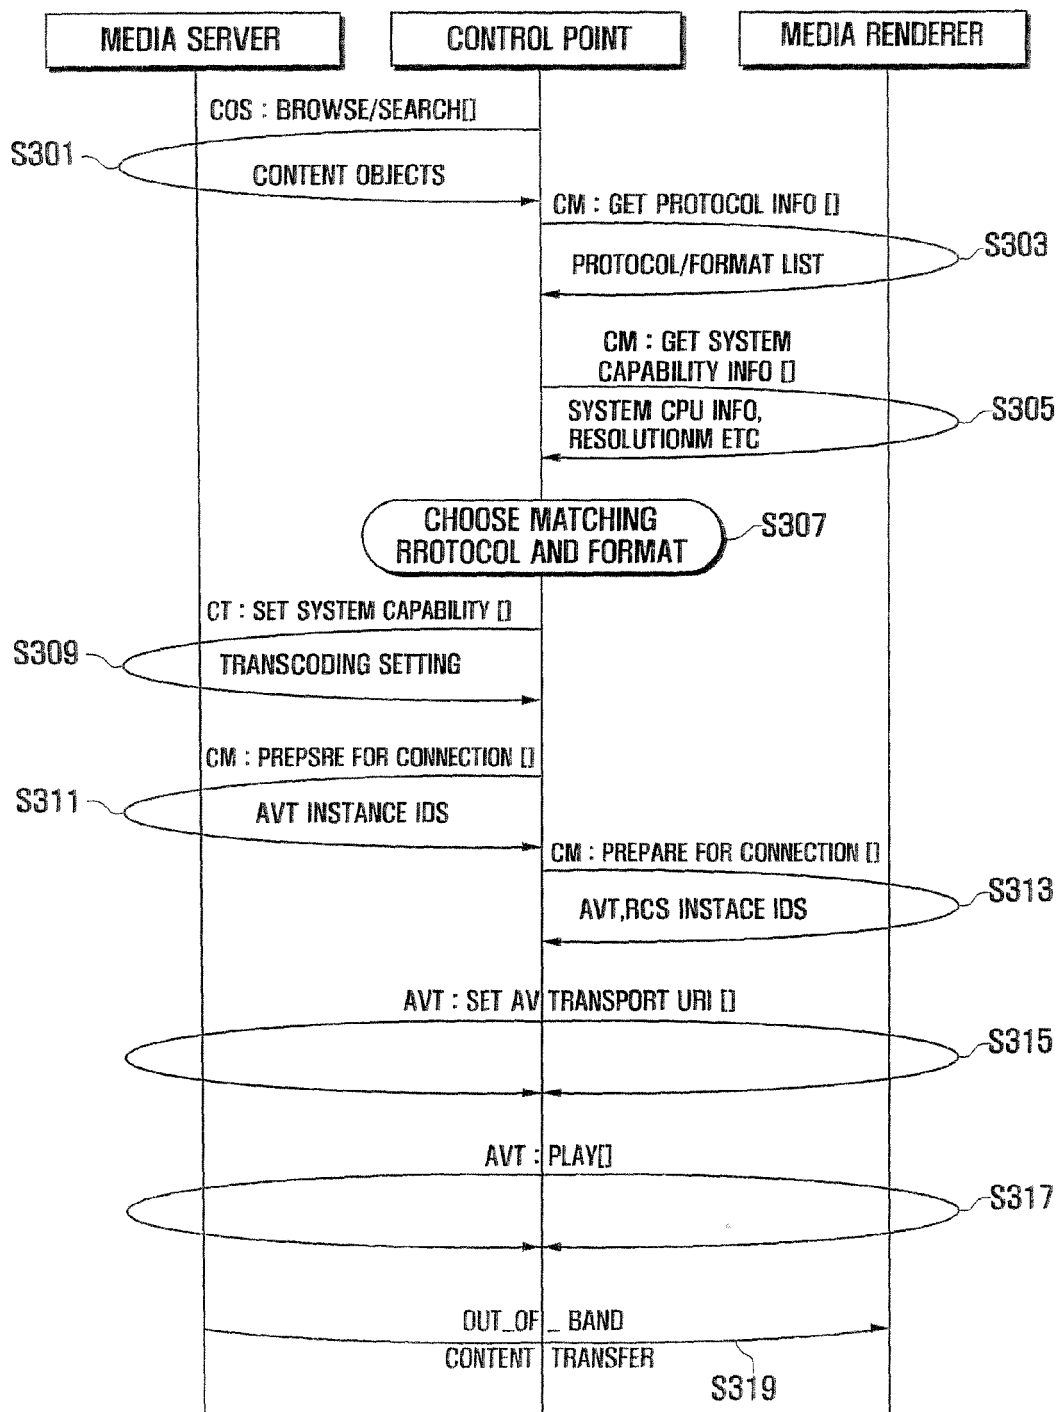 MEDIA SERVER
CONTROL POINT
MEDIA RENDERER
COS : BROWSE/SEARCH[]
S301
CONTENT OBJECTS
CM : GET PROTOCOL INFO []
S303
PROTOCOL/FORMAT LIST
CM : GET SYSTEM
CAPABILITY INFO []
S305
SYSTEM CPU INFO,
RESOLUTIONM ETC
CHOOSE MATCHING
RROTOCOL AND FORMAT
S307
CT : SET SYSTEM CAPABILITY []
S309
TRANSCODING SETTING
CM : PREPSRE FOR CONNECTION []
S311
AVT INSTANCE IDS
CM : PREPARE FOR CONNECTION []
S313
AVT,RCS INSTACE IDS
AVT : SET AV TRANSPORT URI []
S315
AVT : PLAY[]
S317
OUT_OF_BAND
CONTENT TRANSFER
S319